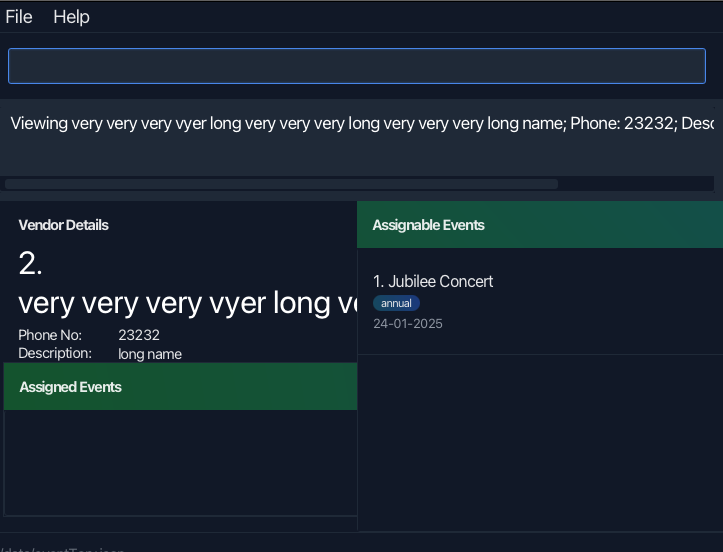 File Help
Viewing very very very vyer long very very very long very very very long name; Phone: 23232; Desc
Vendor Details
2.
very very very vyer long ve
Phone No: 23232
Description: long name
Assigned Events
Assignable Events
1. Jubilee Concert
annual
24-01-2025